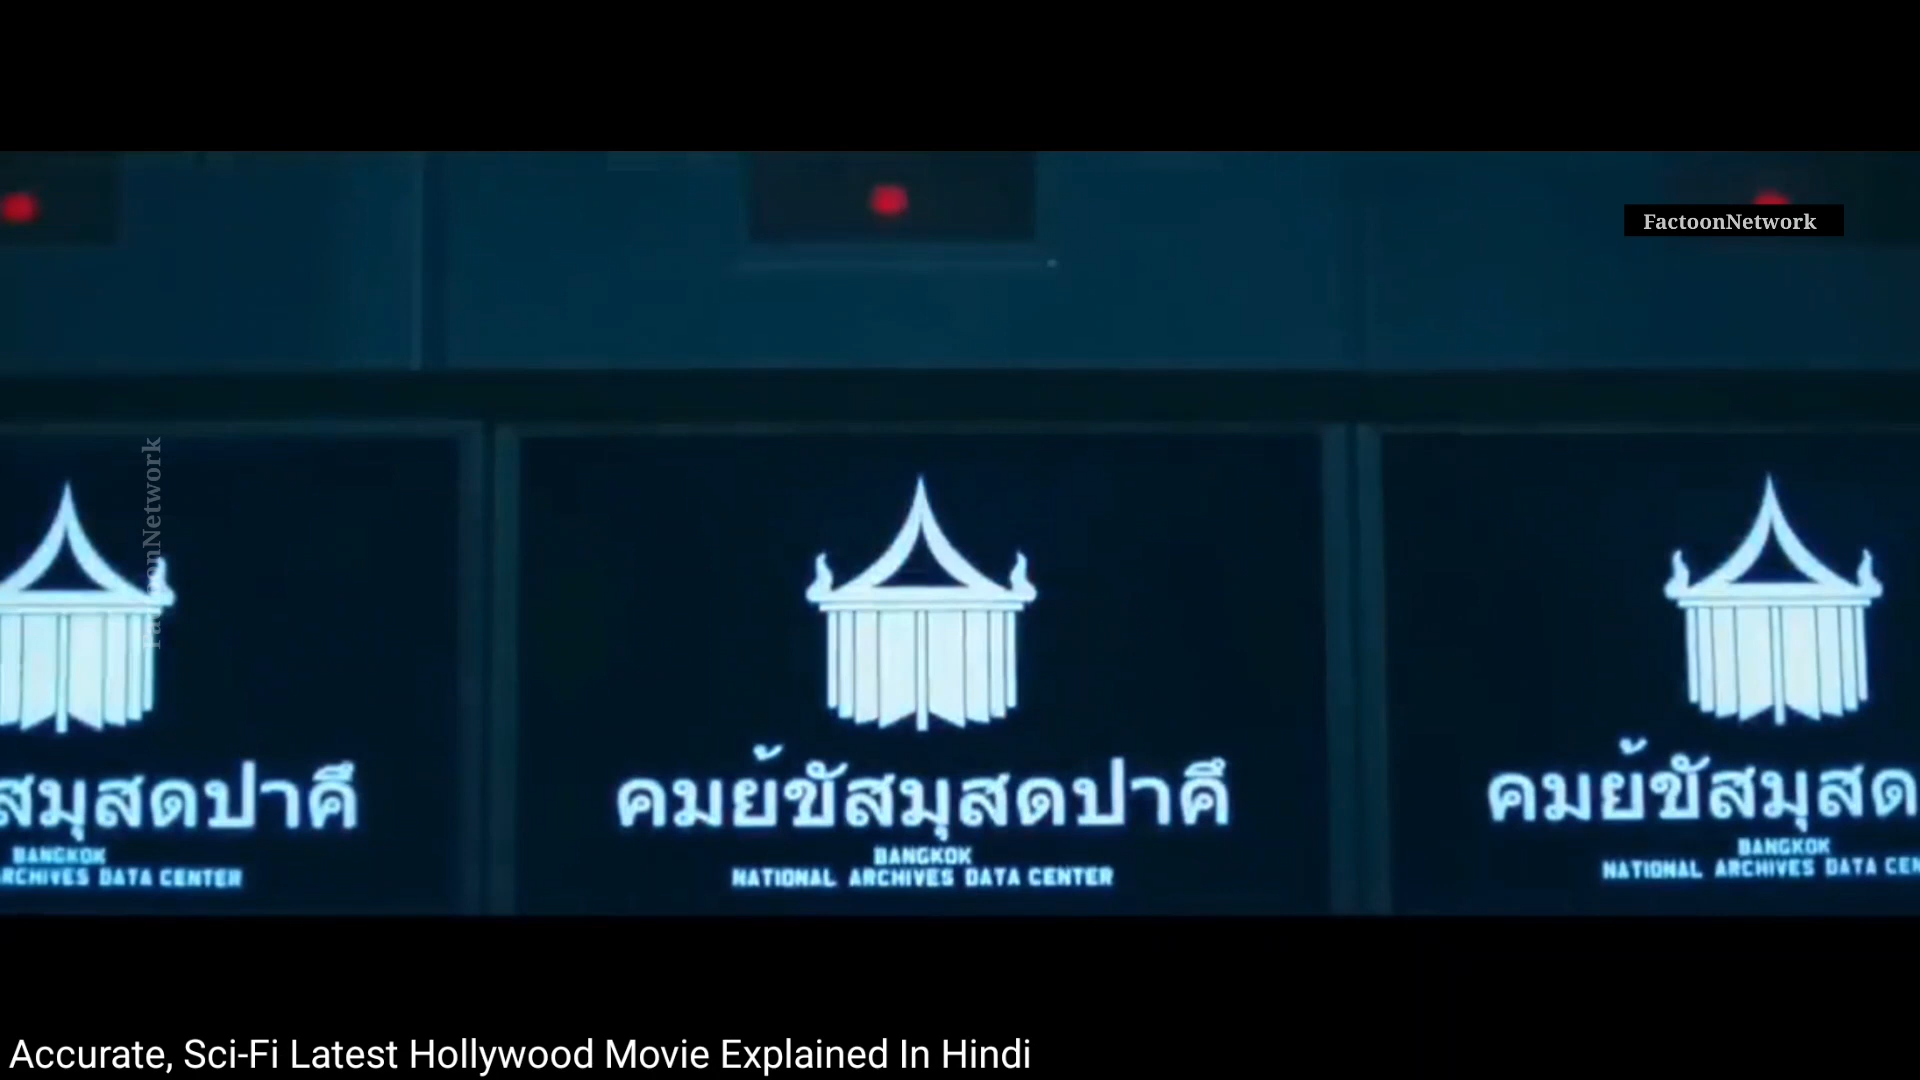 FactoonNetwork
FactoonNetwork
สมุสดปาคึ
BANGKOK
RCHIVES DATA CENTER
คมย้ขัสมุสดปาคึ
BANGKOK
NATIONAL ARCHIVES DATA CENTER
คมย้ขัสมุสด
BANGKOK
NATIONAL ARCHIVES DATA CEN
Accurate, Sci-Fi Latest Hollywood Movie Explained In Hindi